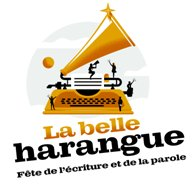 La belle
harangue
Fête de l'écriture et de la parole